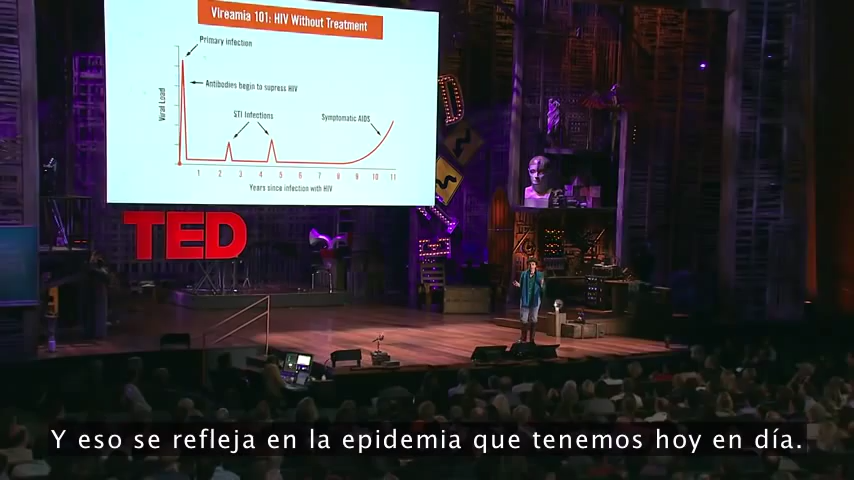 Vireamia 101: HIV Without Treatment
Primary infection
Antibodies begin to supress HIV
STI Infections
Symptomatic AIDS
Viral Load
1 2 3 4 5 6 7 8 9 10 11
Years since infection with HIV
TED
Y eso se refleja en la epidemia que tenemos hoy en día.